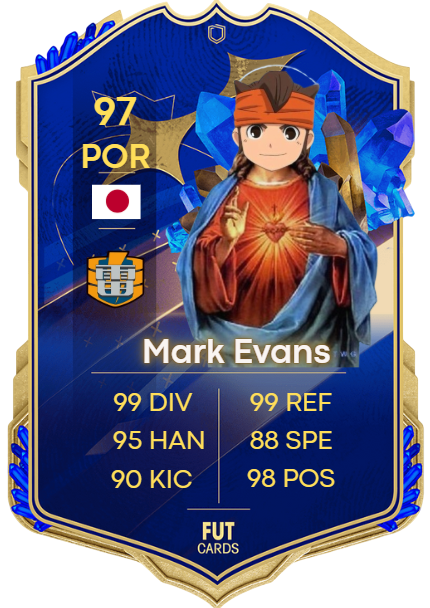 97
POR
Mark Evans
99 DIV
95 HAN
90 KIC
99 REF
88 SPE
98 POS
FUT
CARDS